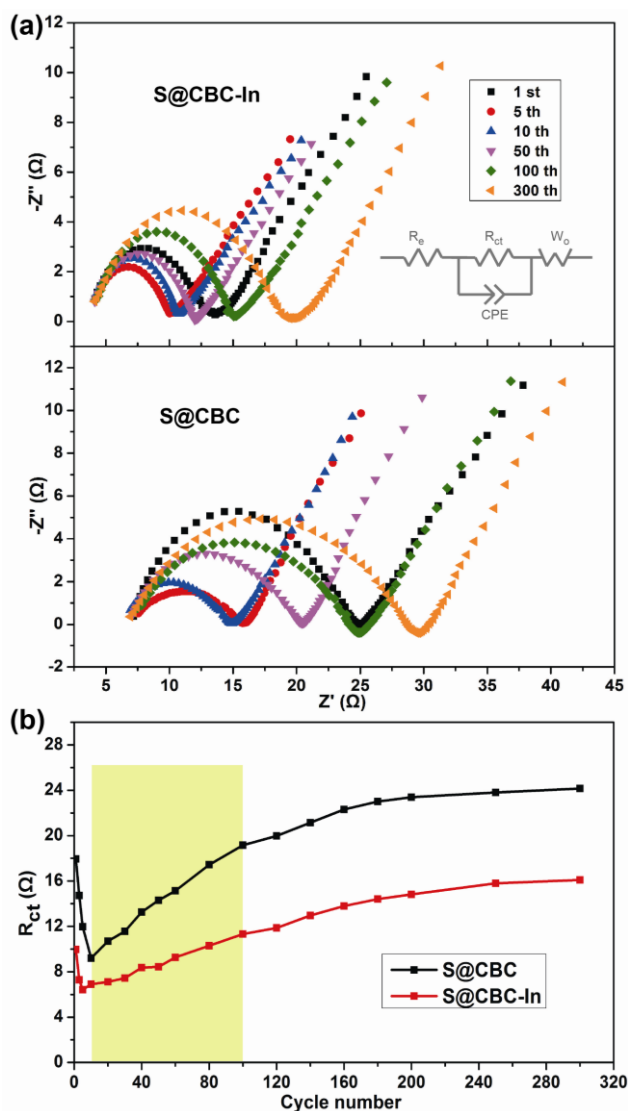 (a)
12
10
8
6
4
2
0
-Z" (Ω)
S@CBC-In
1 st
5 th
10 th
50 th
100 th
300 th
Re Rct Wo
CPE
12
10
8
6
4
2
0
-2
-Z" (Ω)
S@CBC
0 5 10 15 20 25 30 35 40 45
Z' (Ω)
(b)
28
24
20
16
12
8
4
0
Rct (Ω)
S@CBC
S@CBC-In
0 40 80 120 160 200 240 280 320
Cycle number